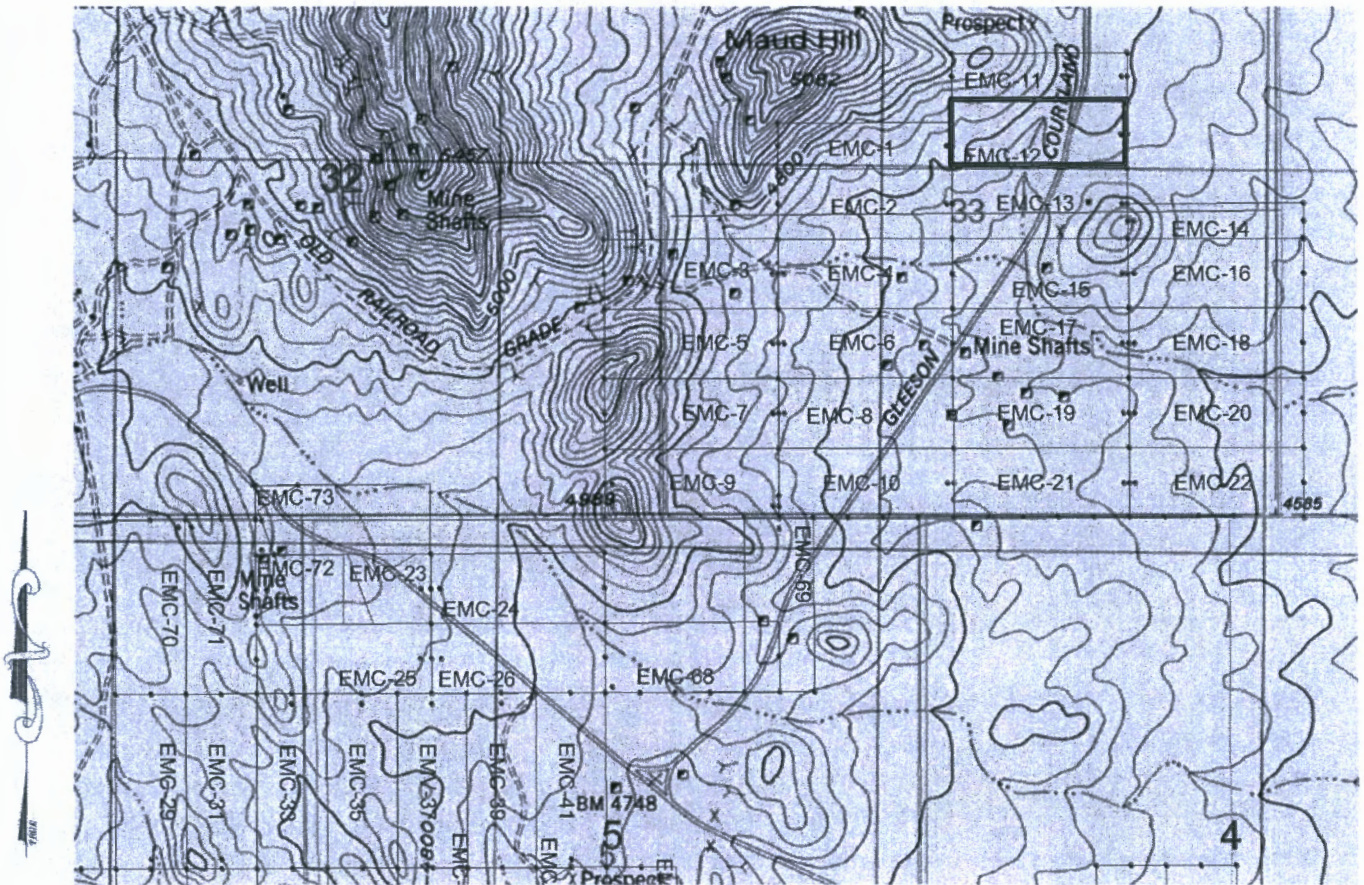 Prospect
Maud Hill
5082
EMC-11
COURTLAND
EMC-1
EMC-12
6457
32
Mine
Shafts
4800
EMC-2
EMC-13
33
EMC-14
OLD
RAILROAD
GRADE
5000
EMC-3
EMC-4
EMC-16
EMC-15
EMC-17
Mine Shafts
EMC-5
EMC-6
EMC-18
GLEESON
Well
EMC-7
EMC-8
EMC-19
EMC-20
EMC-9
EMC-10
EMC-21
EMC-22
4585
EMC-73
4989
EMC-69
EMC-72
Mine
Shafts
EMC-23
EMC-24
EMC-70
EMC-71
EMC-25
EMC-26
EMC-68
EMC-29
EMC-31
EMC-33
EMC-35
EMC-37
EMC-39
EMC-41
BM 4748
5
4
EMC-
EMC
Prospect